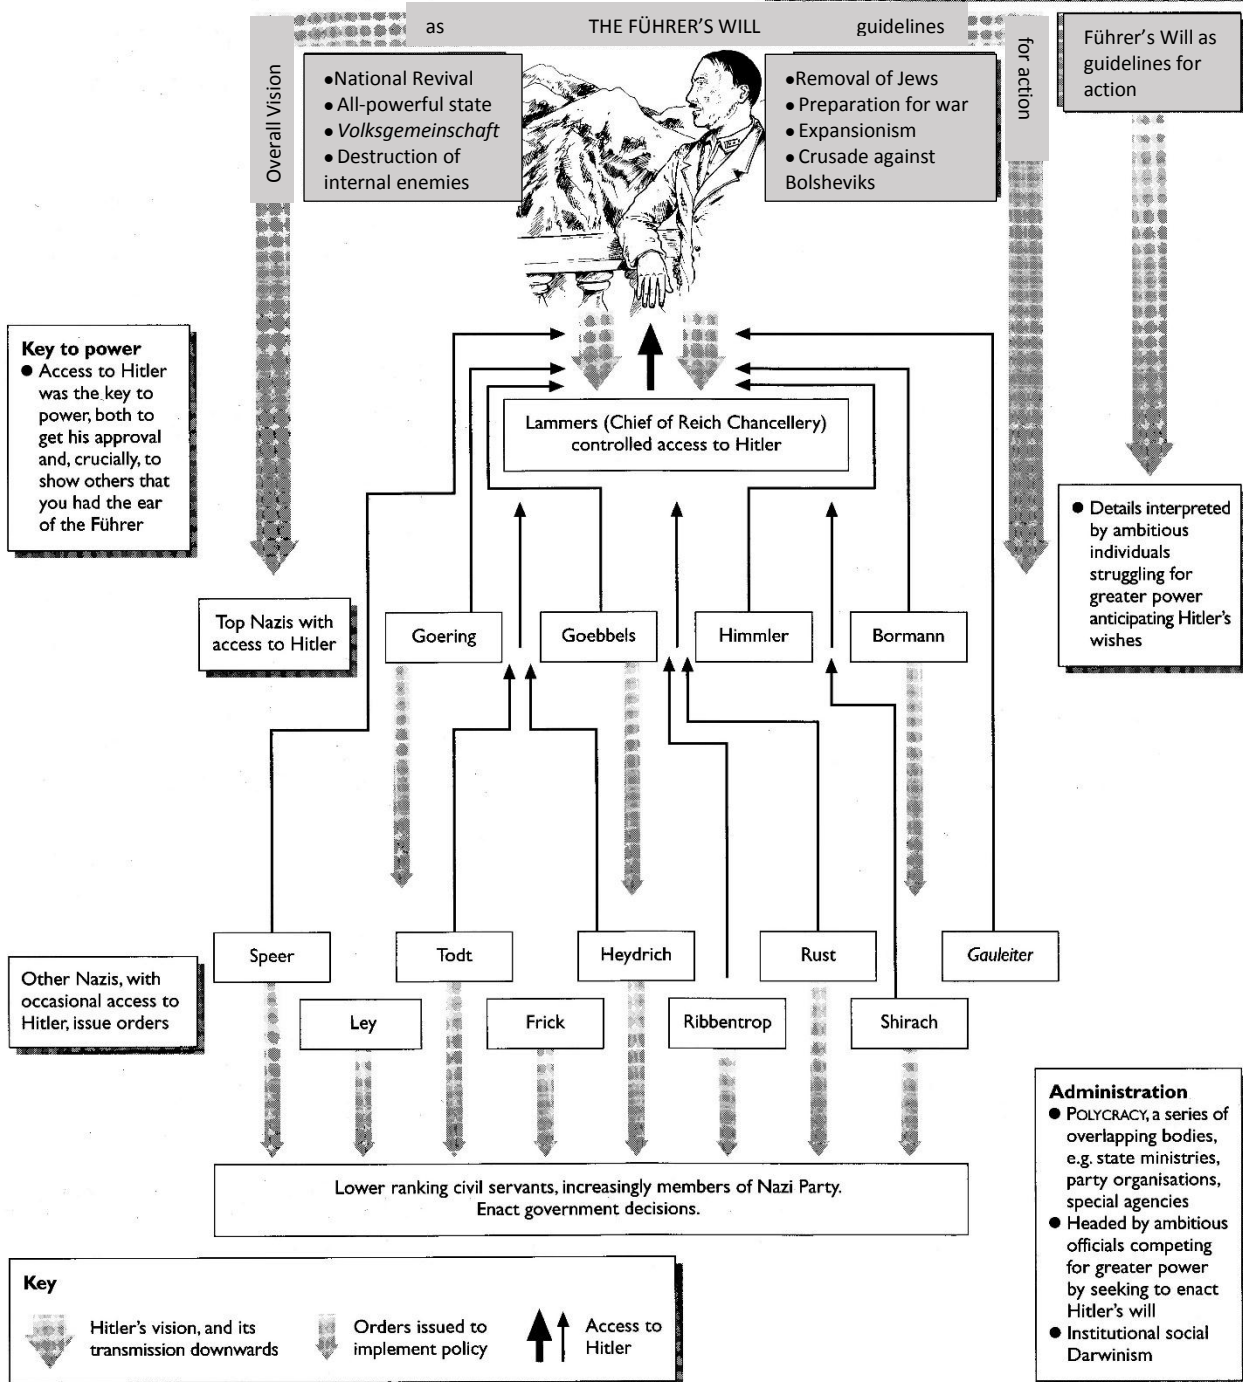 as THE FÜHRER’S WILL guidelines
Overall Vision
for action
●National Revival
● All-powerful state
● Volksgemeinschaft
● Destruction of
internal enemies
●Removal of Jews
● Preparation for war
● Expansionism
● Crusade against
Bolsheviks
Führer’s Will as
guidelines for
action
Key to power
● Access to Hitler
was the key to
power, both to
get his approval
and, crucially, to
show others that
you had the ear
of the Führer
Lammers (Chief of Reich Chancellery)
controlled access to Hitler
● Details interpreted
by ambitious
individuals
struggling for
greater power
anticipating Hitler’s
wishes
Top Nazis with
access to Hitler
Goering
Goebbels
Himmler
Bormann
Other Nazis, with
occasional access to
Hitler, issue orders
Speer
Todt
Heydrich
Rust
Gauleiter
Ley
Frick
Ribbentrop
Shirach
Lower ranking civil servants, increasingly members of Nazi Party.
Enact government decisions.
Administration
● POLYCRACY, a series of
overlapping bodies,
e.g. state ministries,
party organisations,
special agencies
● Headed by ambitious
officials competing
for greater power
by seeking to enact
Hitler’s will
● Institutional social
Darwinism
Key
Hitler’s vision, and its
transmission downwards
Orders issued to
implement policy
Access to
Hitler